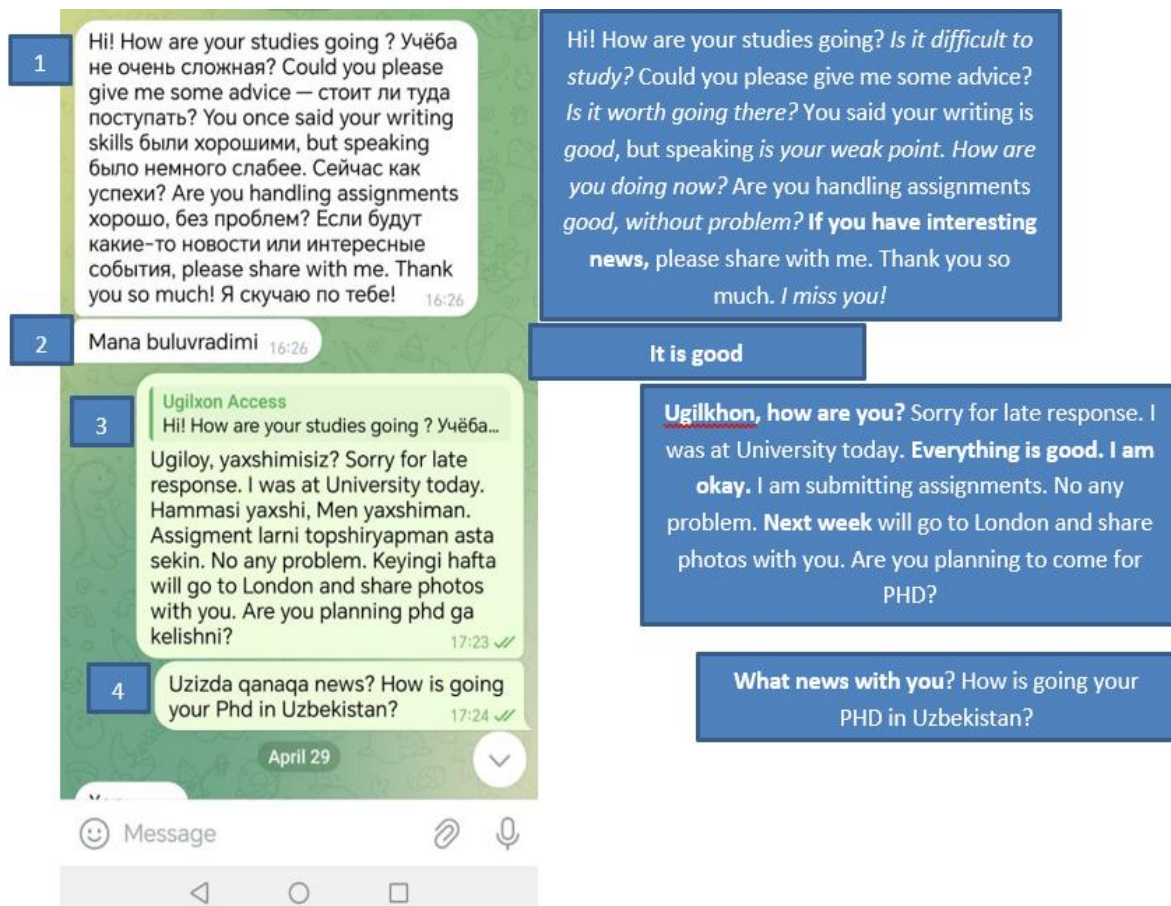 1
Hi! How are your studies going ? Учёба
не очень сложная? Could you please
give me some advice — стоит ли туда
поступать? You once said your writing
skills были хорошими, but speaking
было немного слабее. Сейчас как
успехи? Are you handling assignments
хорошо, без проблем? Если будут
какие-то новости или интересные
события, please share with me. Thank
you so much! Я скучаю по тебе! 16:26
Hi! How are your studies going? Is it difficult to
study? Could you please give me some advice?
Is it worth going there? You said your writing is
good, but speaking is your weak point. How are
you doing now? Are you handling assignments
good, without problem? If you have interesting
news, please share with me. Thank you so
much. I miss you!
2
Mana buluvradimi 16:26
It is good
3
Ugilxon Access
Hi! How are your studies going ? Учёба...
Ugiloy, yaxshimisiz? Sorry for late
response. I was at University today.
Hammasi yaxshi, Men yaxshiman.
Assigment larni topshiryapman asta
sekin. No any problem. Keyingi hafta
will go to London and share photos
with you. Are you planning phd ga
kelishni? 17:23
Ugilkhon, how are you? Sorry for late response. I
was at University today. Everything is good. I am
okay. I am submitting assignments. No any
problem. Next week will go to London and share
photos with you. Are you planning to come for
PHD?
4
Uzizda qanaqa news? How is going
your Phd in Uzbekistan? 17:24
What news with you? How is going your
PHD in Uzbekistan?
April 29
Message